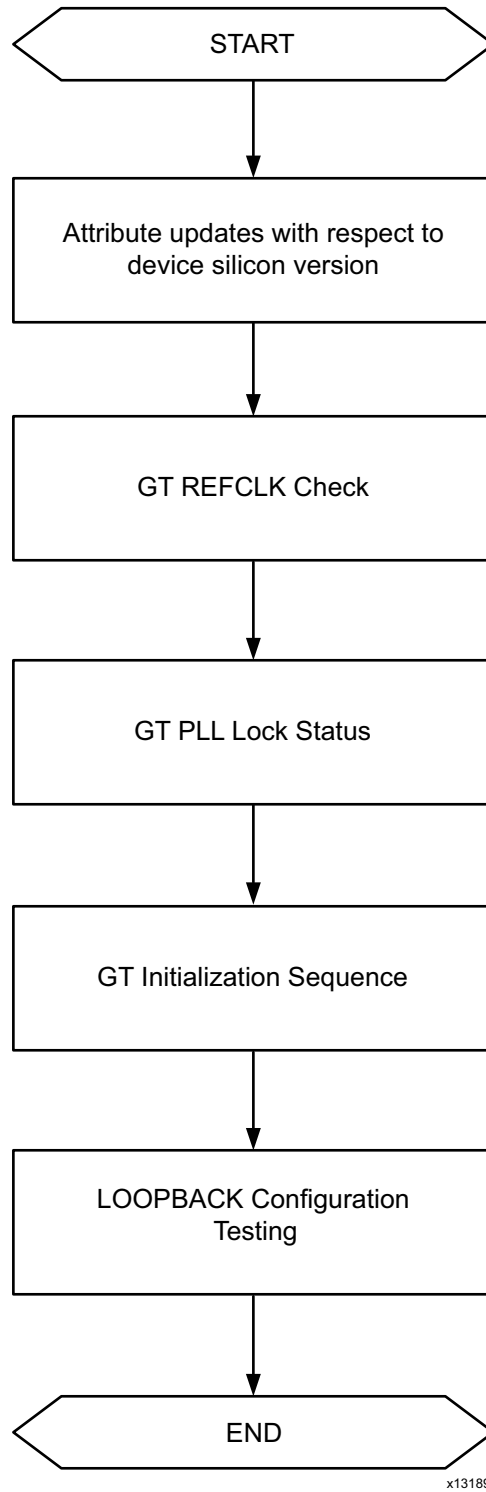 START
Attribute updates with respect to
device silicon version
GT REFCLK Check
GT PLL Lock Status
GT Initialization Sequence
LOOPBACK Configuration
Testing
END
x13189